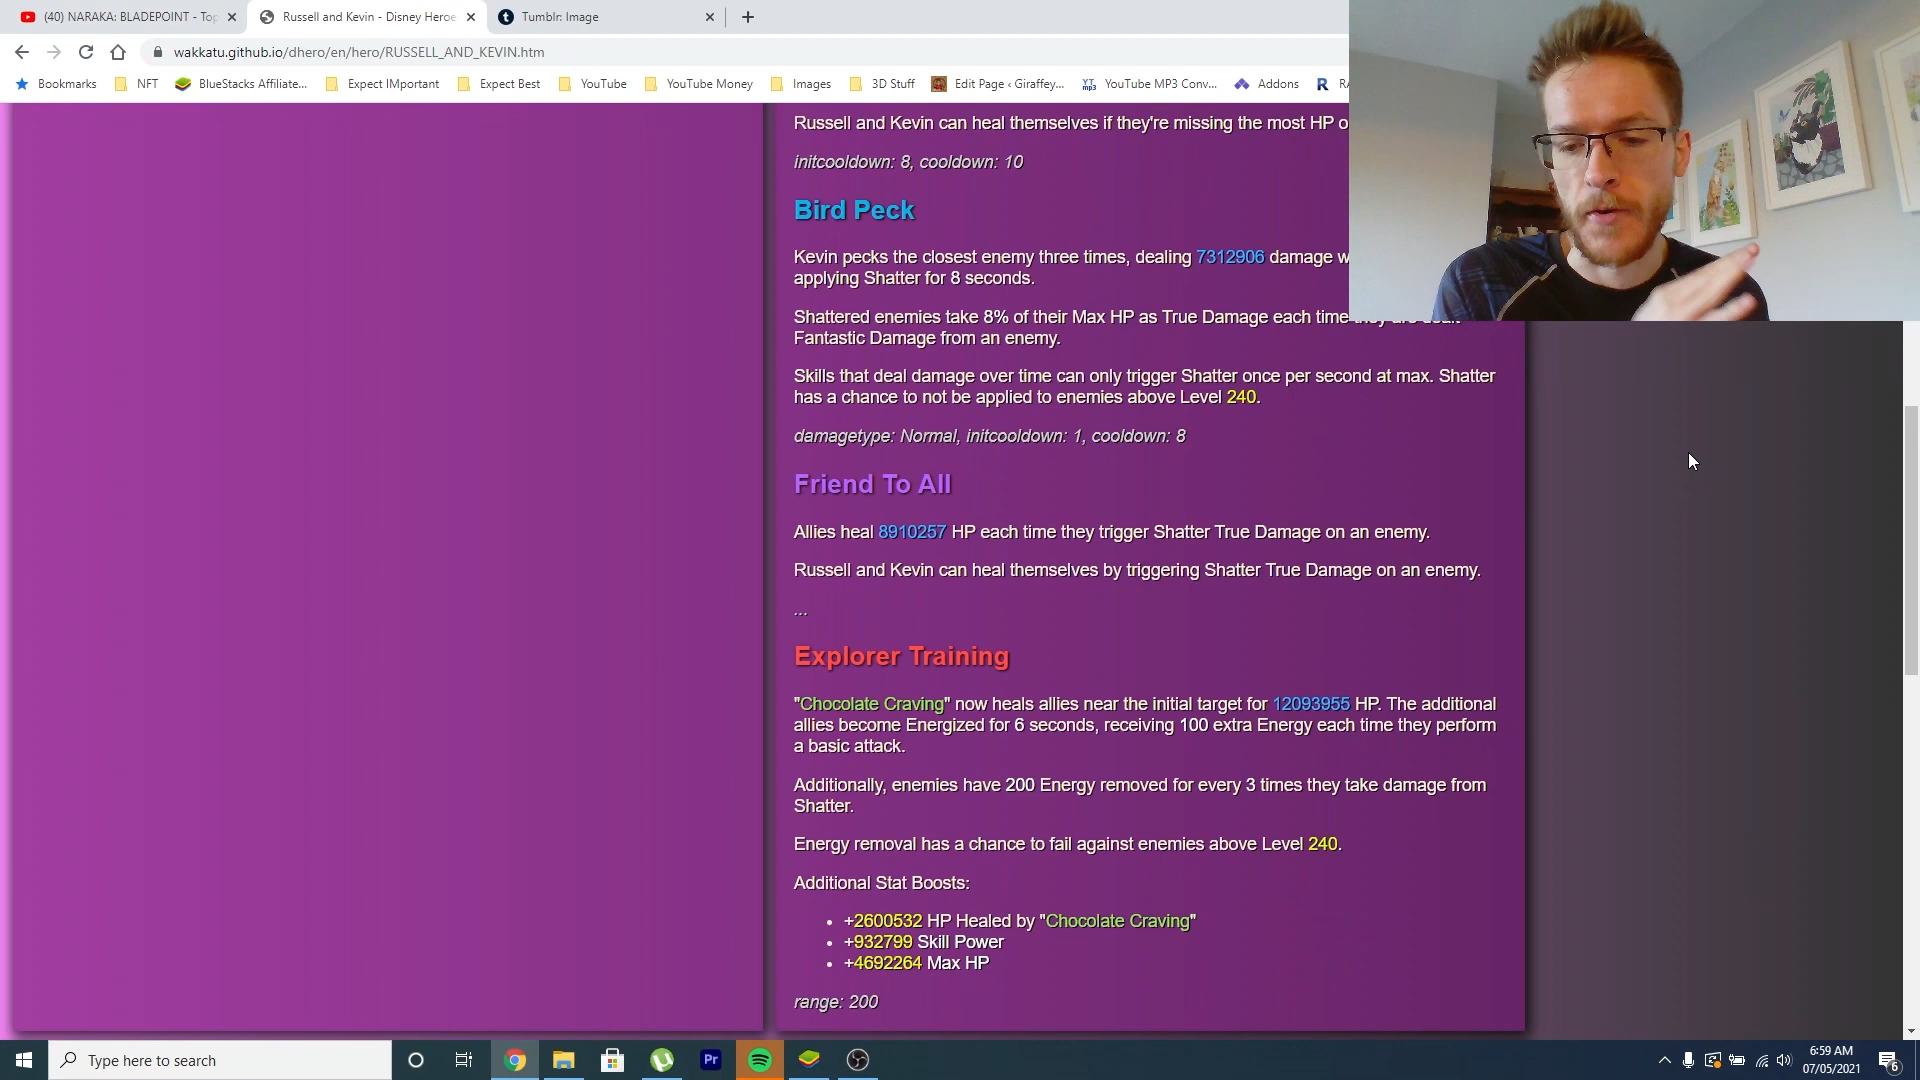 (40) NARAKA: BLADEPOINT - Top
Russell and Kevin - Disney Heroe
Tumblr: Image
wakkatu.github.io/dhero/en/hero/RUSSELL_AND_KEVIN.htm
Bookmarks
NFT
BlueStacks Affiliate...
Expect IMportant
Expect Best
YouTube
YouTube Money
Images
3D Stuff
Edit Page ‹ Giraffey...
YouTube MP3 Conv...
Addons
Russell and Kevin can heal themselves if they're missing the most HP o
initcooldown: 8, cooldown: 10
Bird Peck
Kevin pecks the closest enemy three times, dealing 7312906 damage w
applying Shatter for 8 seconds.
Shattered enemies take 8% of their Max HP as True Damage each time
Fantastic Damage from an enemy.
Skills that deal damage over time can only trigger Shatter once per second at max. Shatter
has a chance to not be applied to enemies above Level 240.
damagetype: Normal, initcooldown: 1, cooldown: 8
Friend To All
Allies heal 8910257 HP each time they trigger Shatter True Damage on an enemy.
Russell and Kevin can heal themselves by triggering Shatter True Damage on an enemy.
...
Explorer Training
"Chocolate Craving" now heals allies near the initial target for 12093955 HP. The additional
allies become Energized for 6 seconds, receiving 100 extra Energy each time they perform
a basic attack.
Additionally, enemies have 200 Energy removed for every 3 times they take damage from
Shatter.
Energy removal has a chance to fail against enemies above Level 240.
Additional Stat Boosts:
• +2600532 HP Healed by "Chocolate Craving"
• +932799 Skill Power
• +4692264 Max HP
range: 200
Type here to search
Pr
6:59 AM
07/05/2021
6